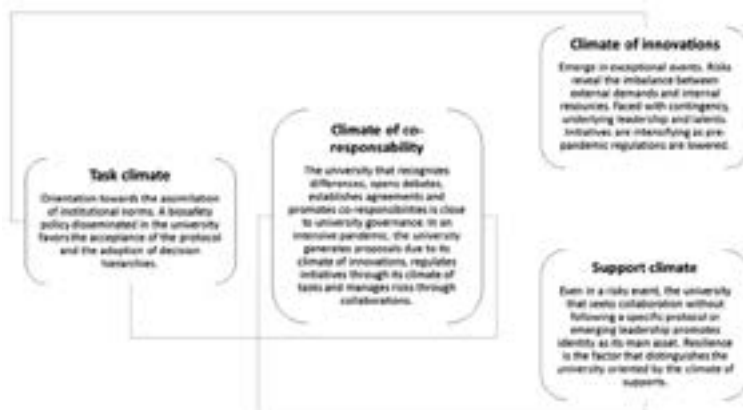 Climate of innovations
Emerge in exceptional events. Risks
reveal the imbalance between
external demands and internal
resources. Faced with contingency,
underlying leadership and talents.
Initiatives are intensifying as pre-
pandemic regulations are lowered.
Climate of co-
responsability
The university that recognizes
differences, opens debates,
establishes agreements and
promotes co-responsibilities is close
to university governance. In an
intensive pandemic, the university
generates proposals due to its
climate of innovations, regulates
initiatives through its climate of
tasks and manages risks through
collaborations.
Task climate
Orientation towards the assimilation
of institutional norms. A biosafety
policy disseminated in the university
favors the acceptance of the protocol
and the adoption of decision
hierarchies.
Support climate
Even in a risky event, the university
that seeks collaboration without
following a specific protocol or
emerging leadership promotes
identity as its main asset. Resilience
is the factor that distinguishes the
university oriented by the climate of
supports.